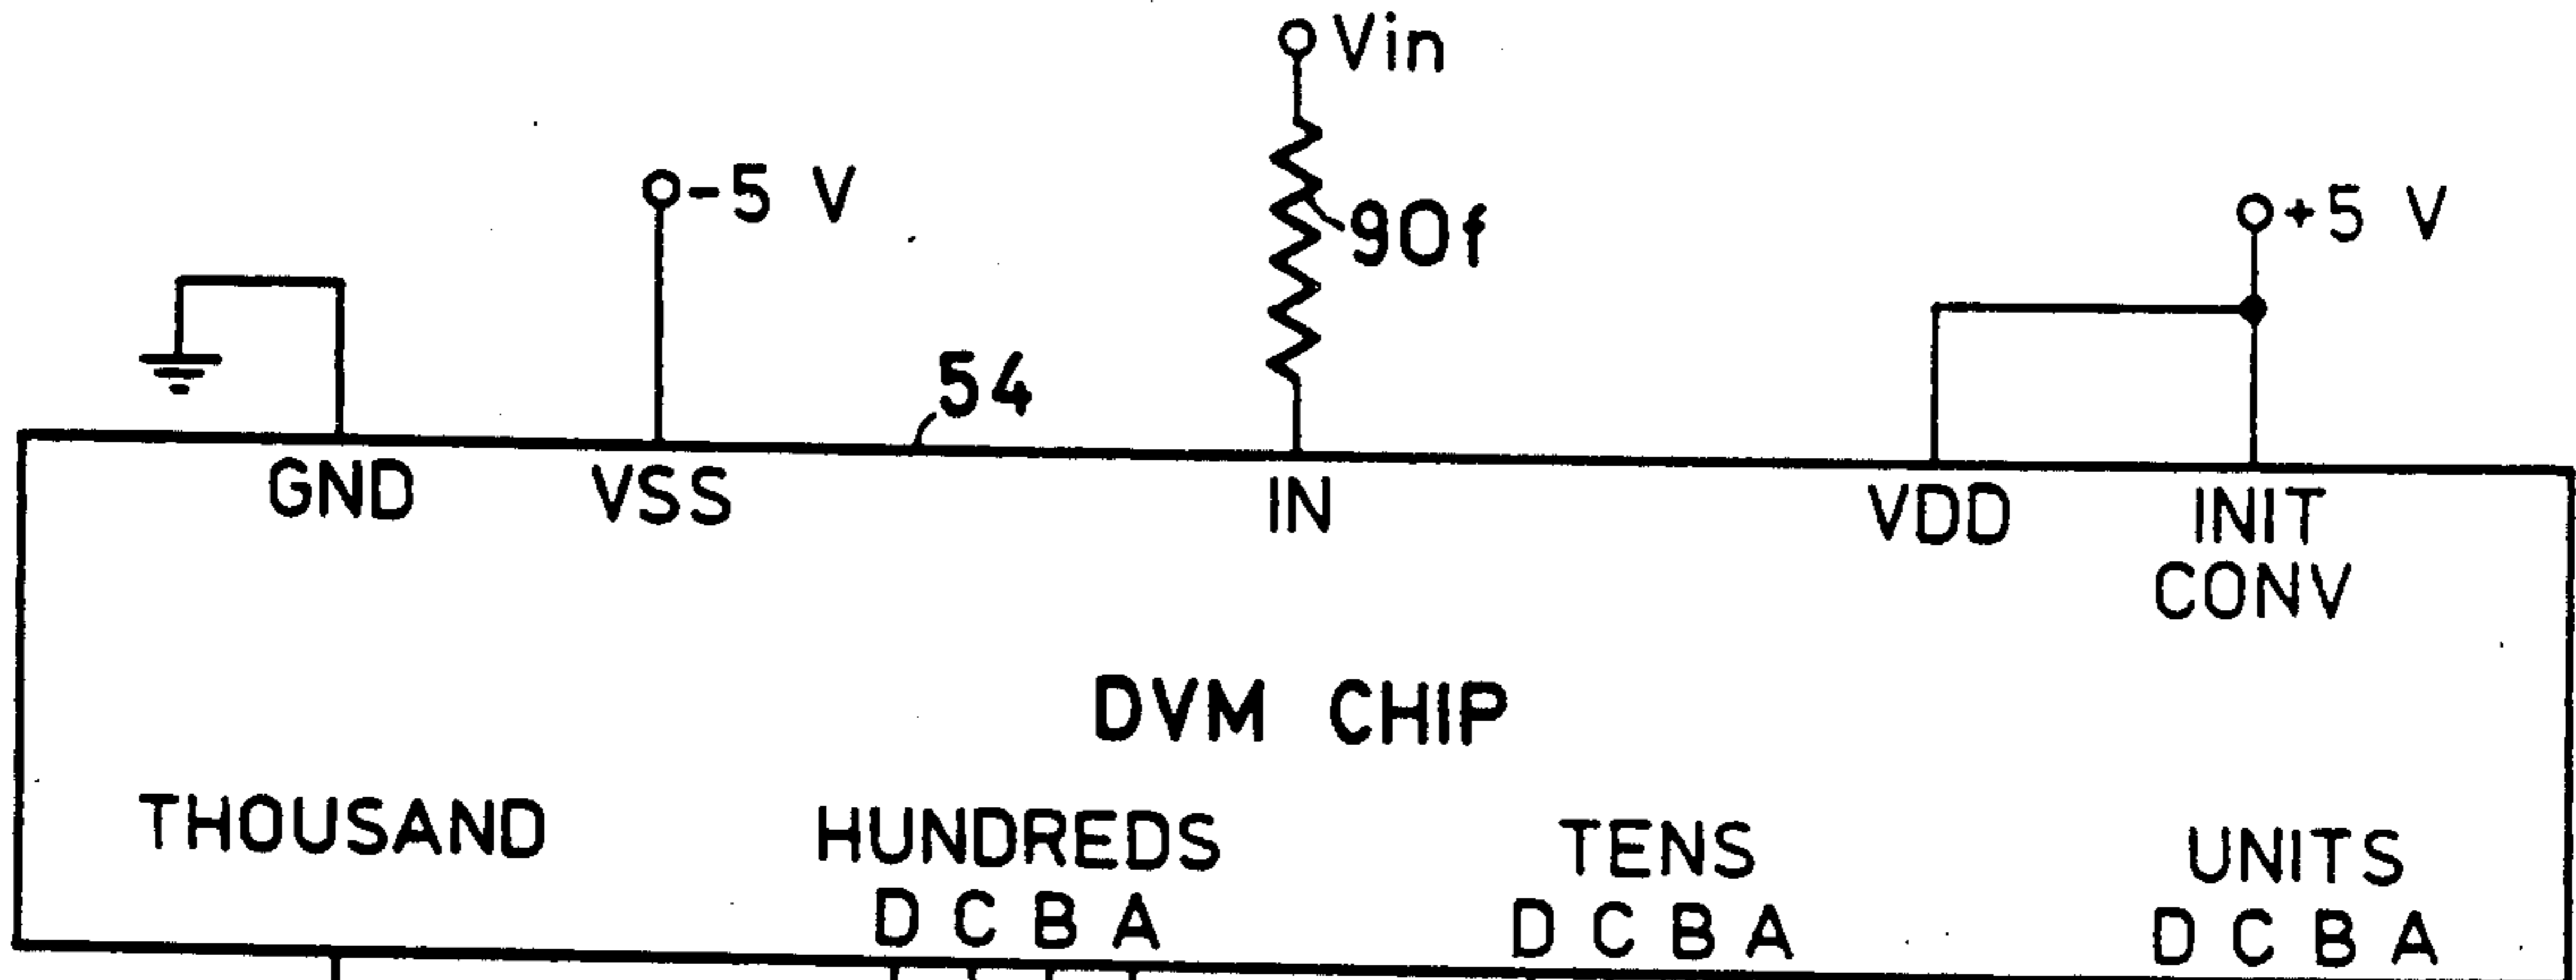 Vin
-5 V
90f
+5 V
54
GND VSS IN VDD INIT
CONV
DVM CHIP
THOUSAND HUNDREDS TENS UNITS
D C B A D C B A D C B A